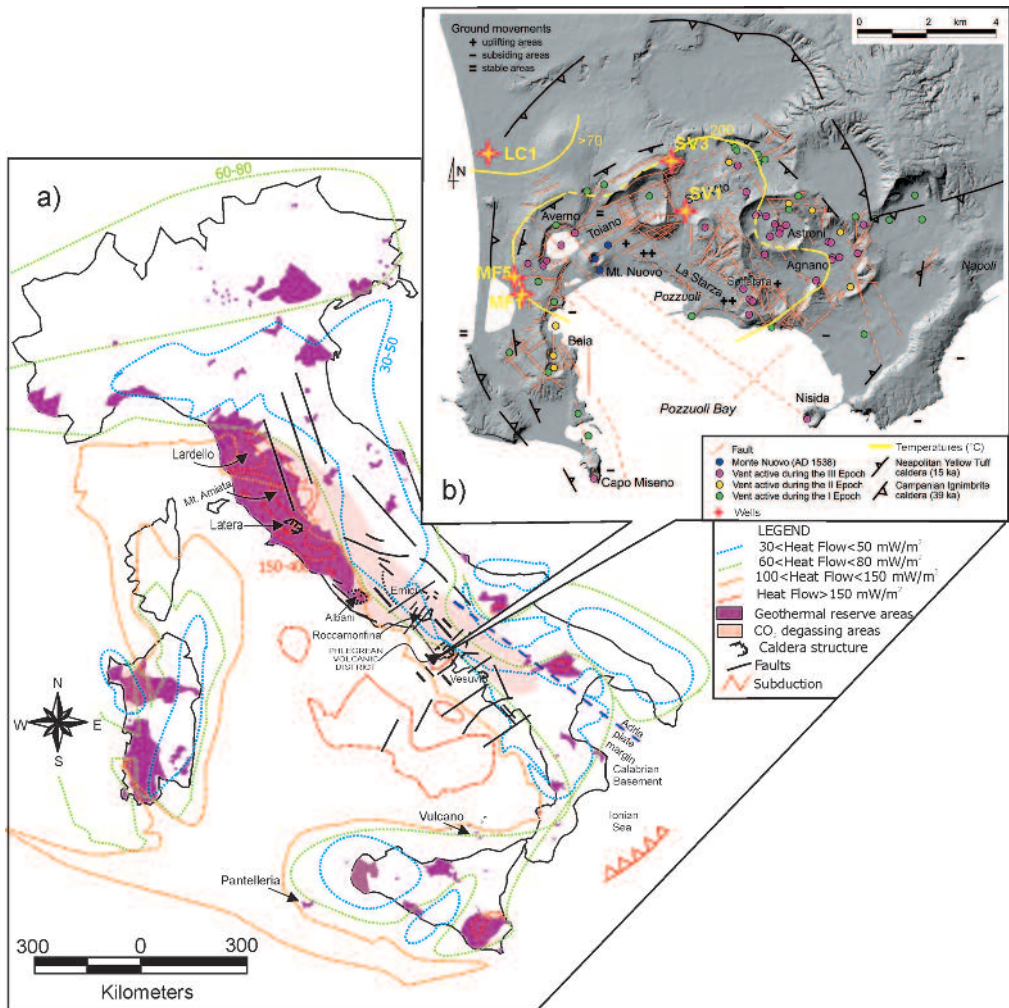 a)
60-80
30-50
Lardello
Mt. Amiata
Latera
Albani
Roccamonfina
PHLEGREAN
VOLCANIC
DISTRICT
Vesuvio
Adria
plate
margin
Calabrian
Basement
Ionian
Sea
Vulcano
Pantelleria
N
W
E
S
300
0
300
Kilometers
b)
Ground movements
+ uplifting areas
- subsiding areas
= stable areas
0
2
km
4
N
LC1
>70
200
SV3
SV1
Averno
Toiano
Mt. Nuovo
MF5
La Starza
Solfatara
Astroni
Agnano
Napoli
Pozzuoli
Baia
Pozzuoli Bay
Nisida
Capo Miseno
Fault
Monte Nuovo (AD 1538)
Vent active during the III Epoch
Vent active during the II Epoch
Vent active during the I Epoch
Wells
Temperatures (°C)
Neapolitan Yellow Tuff
caldera (15 ka)
Campanian Ignimbrite
caldera (39 ka)
LEGEND
30<Heat Flow<50 mW/m²
60<Heat Flow<80 mW/m²
100<Heat Flow<150 mW/m²
Heat Flow>150 mW/m²
Geothermal reserve areas
CO₂ degassing areas
Caldera structure
Faults
Subduction